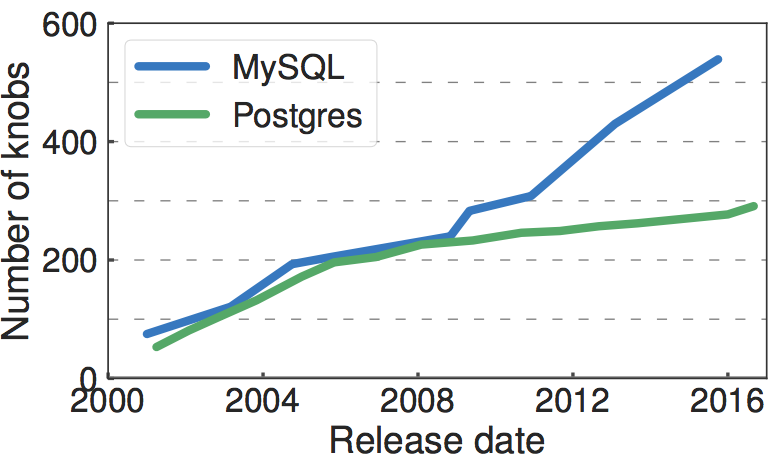 600
MySQL
Postgres
400
200
0
2000 2004 2008 2012 2016
Number of knobs
Release date